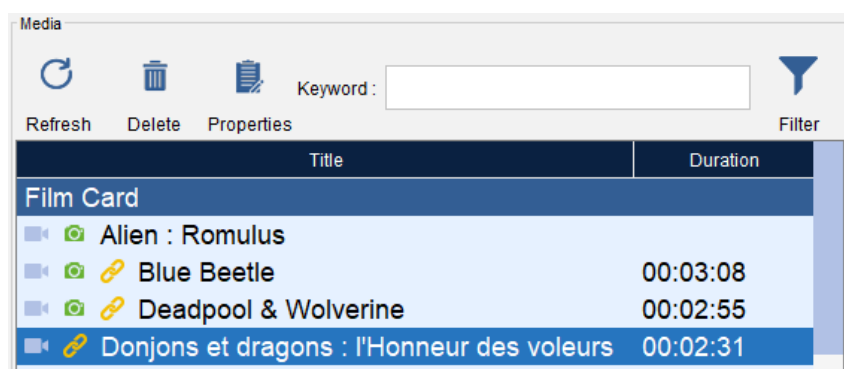 Media
Keyword :
Refresh Delete Properties Filter
Title Duration
Film Card
Alien : Romulus
Blue Beetle 00:03:08
Deadpool & Wolverine 00:02:55
Donjons et dragons : l'Honneur des voleurs 00:02:31